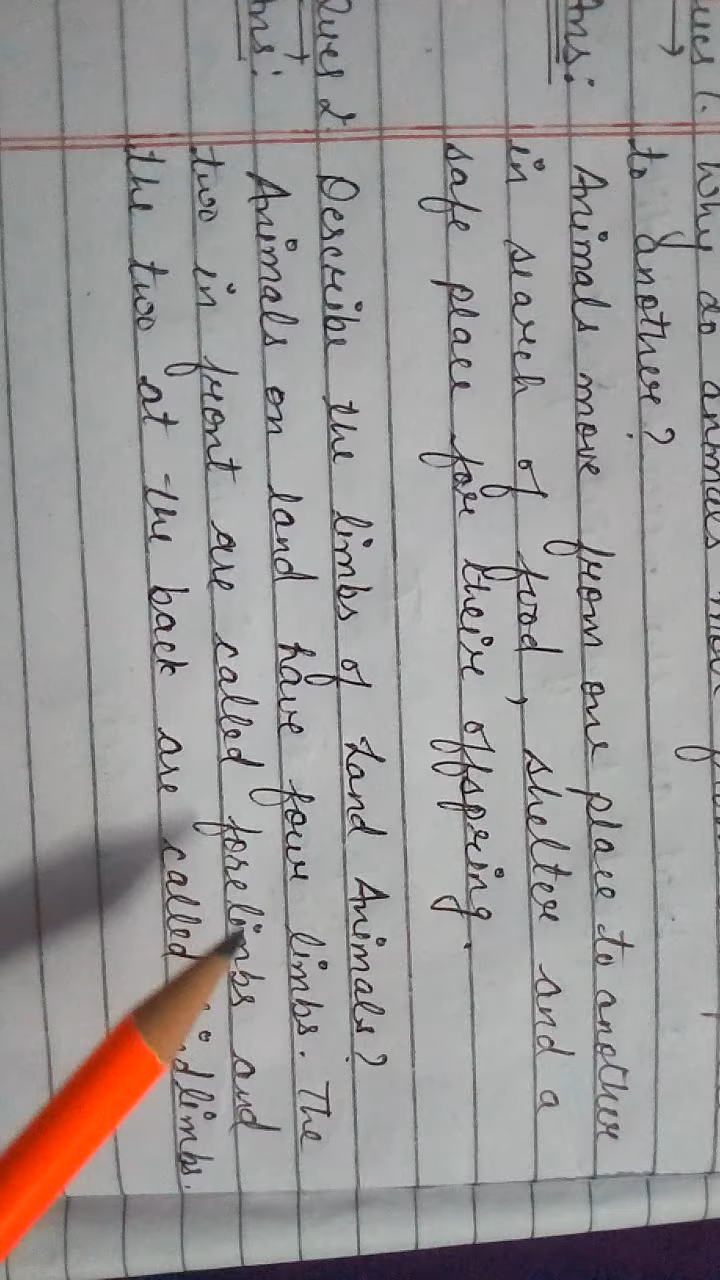 Ques 1. Why do animals
to another?
Ans: Animals move from one place to another
in search of food, shelter and a
safe place for their offspring.
Ques 2. Describe the limbs of Land Animals?
Ans: Animals on land have four limbs. The
two in front are called forelimbs and
the two at the back are called